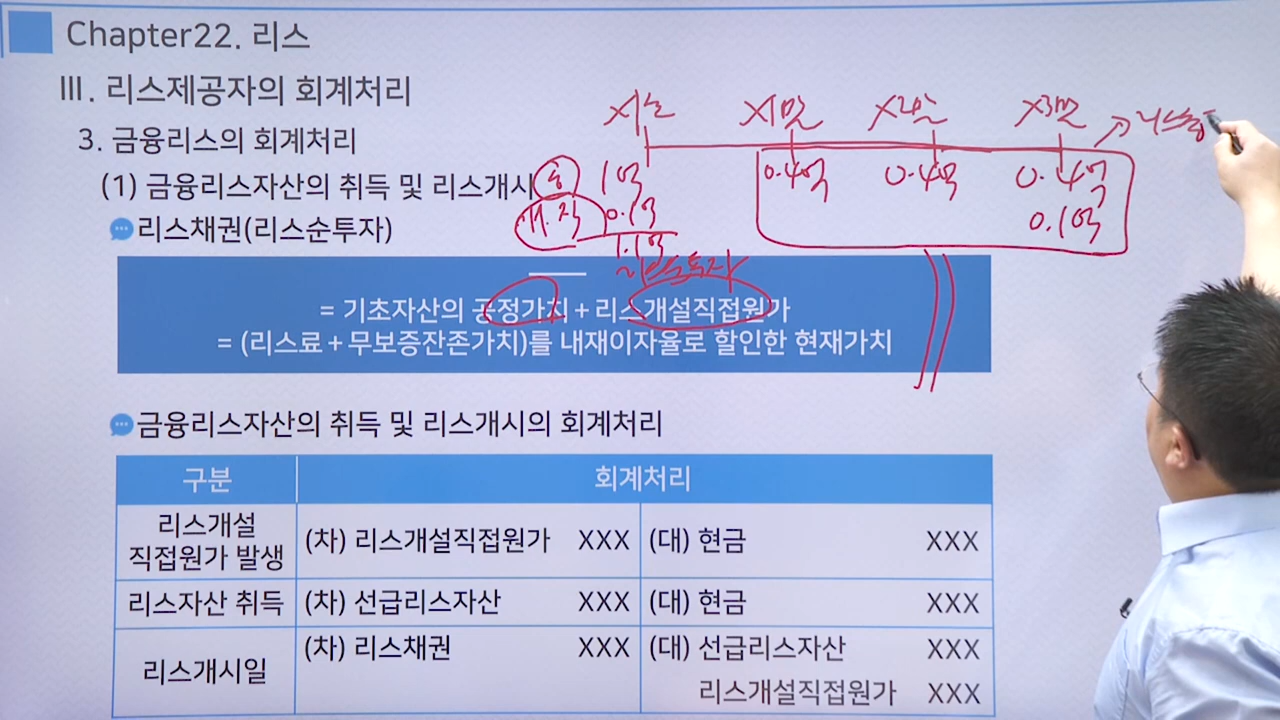 Chapter22. 리스
Ⅲ. 리스제공자의 회계처리
3. 금융리스의 회계처리
(1) 금융리스자산의 취득 및 리스개시
리스채권(리스순투자)
X1초 X1말 X2말 X3말
공 1억 0.4억 0.4억 0.4억
개.직 0.1억 0.1억
1.1억
리스순투자
= 기초자산의 공정가치 + 리스개설직접원가
= (리스료 + 무보증잔존가치)를 내재이자율로 할인한 현재가치
금융리스자산의 취득 및 리스개시의 회계처리
구분 회계처리
리스개설
직접원가 발생 (차) 리스개설직접원가 XXX (대) 현금 XXX
리스자산 취득 (차) 선급리스자산 XXX (대) 현금 XXX
리스개시일 (차) 리스채권 XXX (대) 선급리스자산 XXX
리스개설직접원가 XXX